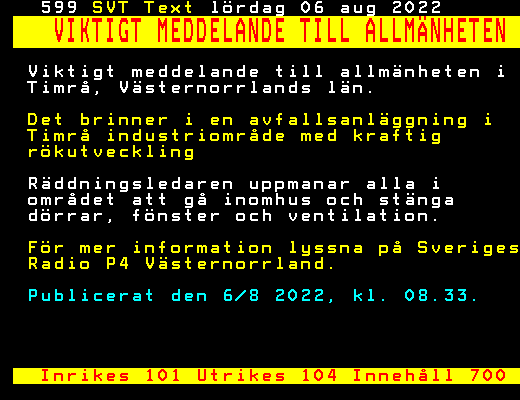 599 SVT Text lördag 06 aug 2022
VIKTIGT MEDDELANDE TILL ALLMÄNHETEN
Viktigt meddelande till allmänheten i
Timrå, Västernorrlands län.
Det brinner i en avfallsanläggning i
Timrå industriområde med kraftig
rökutveckling
Räddningsledaren uppmanar alla i
området att gå inomhus och stänga
dörrar, fönster och ventilation.
För mer information lyssna på Sveriges
Radio P4 Västernorrland.
Publicerat den 6/8 2022, kl. 08.33.
Inrikes 101 Utrikes 104 Innehåll 700